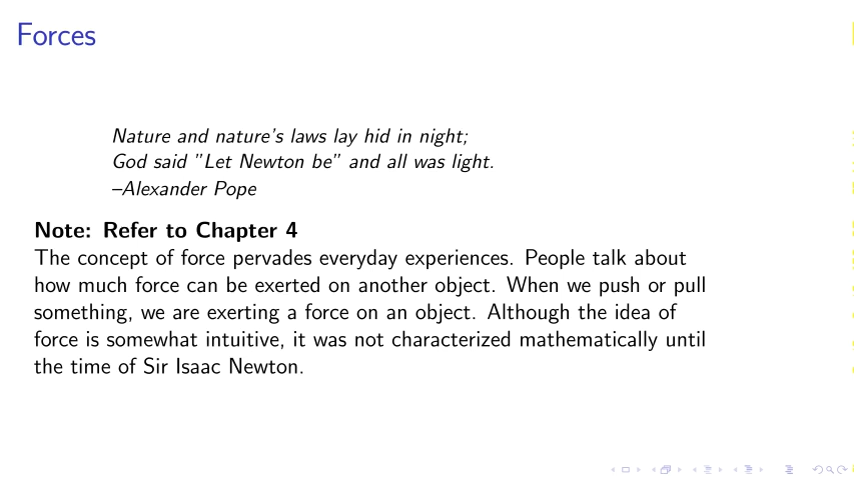 Forces
Nature and nature's laws lay hid in night;
God said "Let Newton be" and all was light.
–Alexander Pope
Note: Refer to Chapter 4
The concept of force pervades everyday experiences. People talk about
how much force can be exerted on another object. When we push or pull
something, we are exerting a force on an object. Although the idea of
force is somewhat intuitive, it was not characterized mathematically until
the time of Sir Isaac Newton.